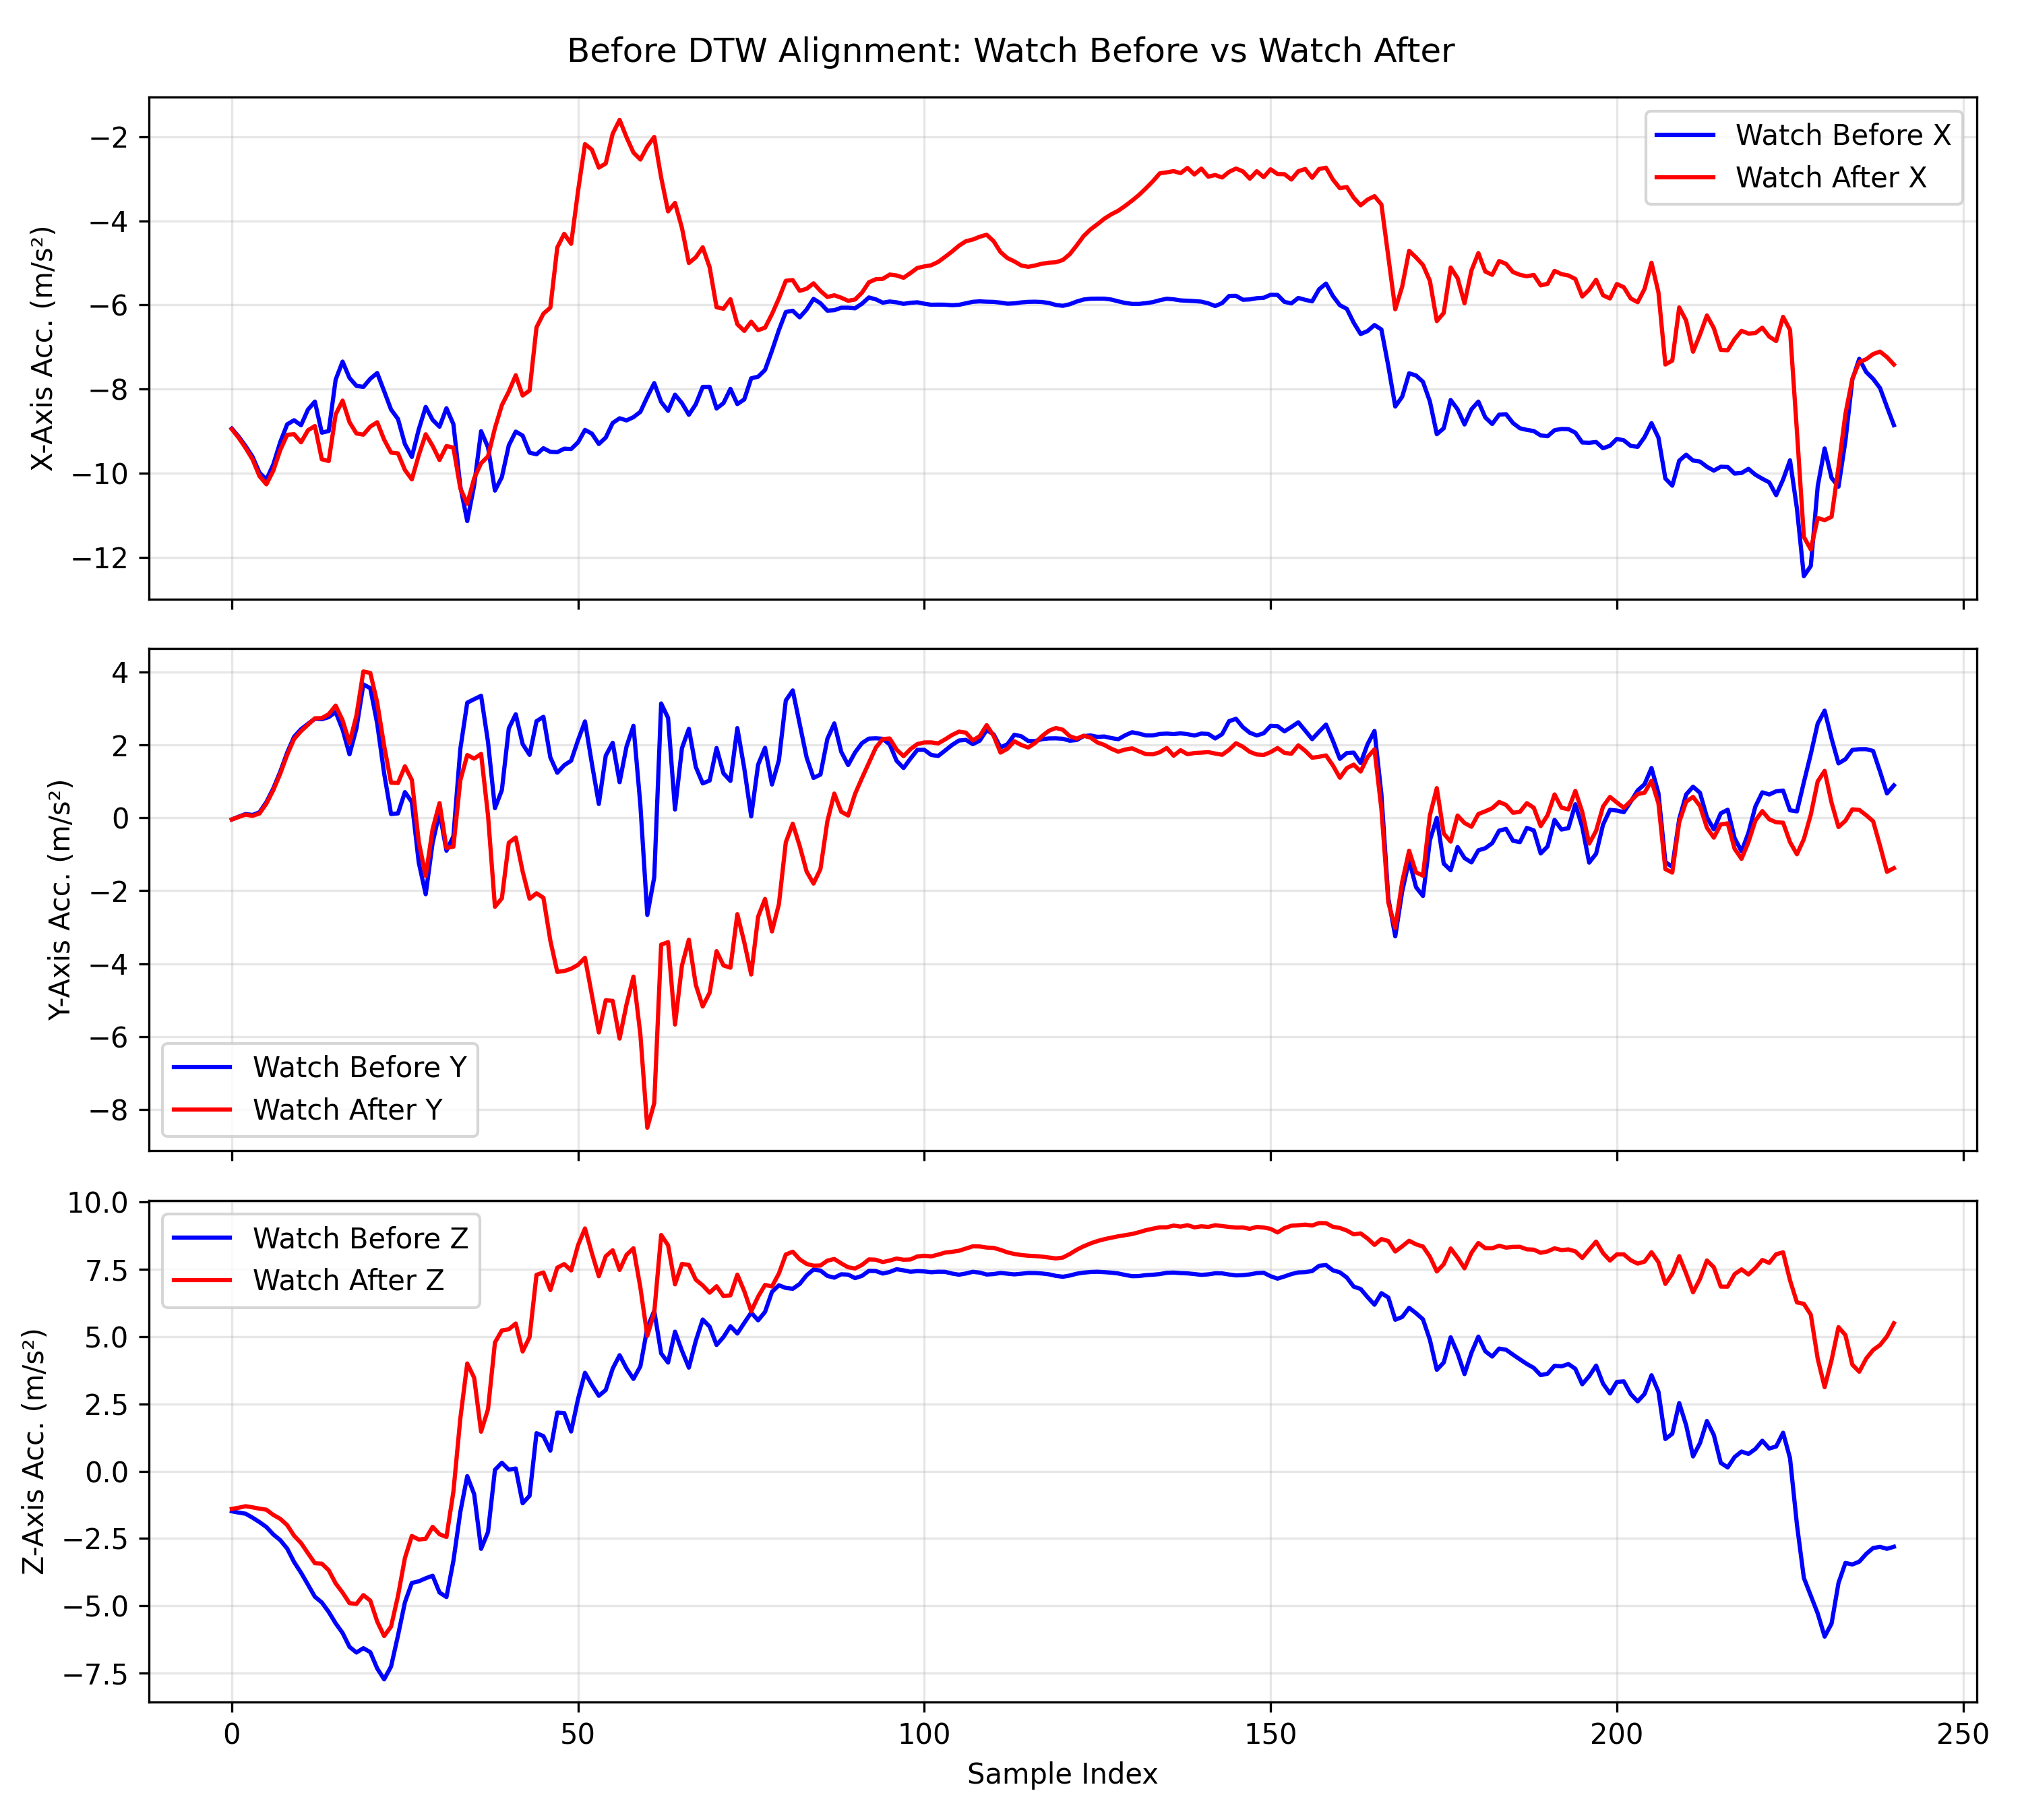 Before DTW Alignment: Watch Before vs Watch After
X-Axis Acc. (m/s²)
−2
−4
−6
−8
−10
−12
Watch Before X
Watch After X
Y-Axis Acc. (m/s²)
4
2
0
−2
−4
−6
−8
Watch Before Y
Watch After Y
Z-Axis Acc. (m/s²)
10.0
7.5
5.0
2.5
0.0
−2.5
−5.0
−7.5
Watch Before Z
Watch After Z
0 50 100 150 200 250
Sample Index